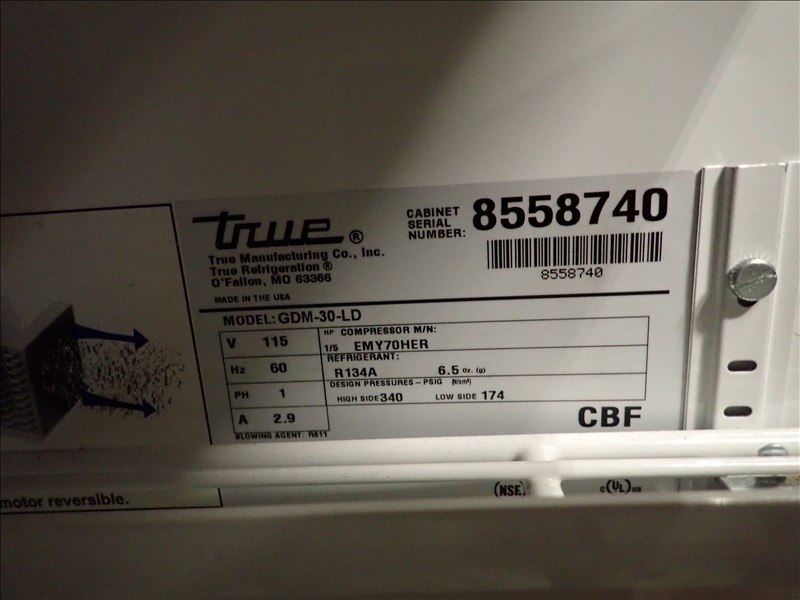 true®
True Manufacturing Co., Inc.
True Refrigeration®
O'Fallon, MO 63366
MADE IN THE USA
CABINET SERIAL NUMBER: 8558740
8558740
MODEL: GDM-30-LD
V 115
Hz 60
PH 1
A 2.9
HP COMPRESSOR M/N:
1/5 EMY70HER
REFRIGERANT:
R134A 6.5 Oz. (g)
DESIGN PRESSURES – PSIG
HIGH SIDE 340 LOW SIDE 174
CBF
BLOWING AGENT: R611
motor reversible.
(NSF)
c(UL)us